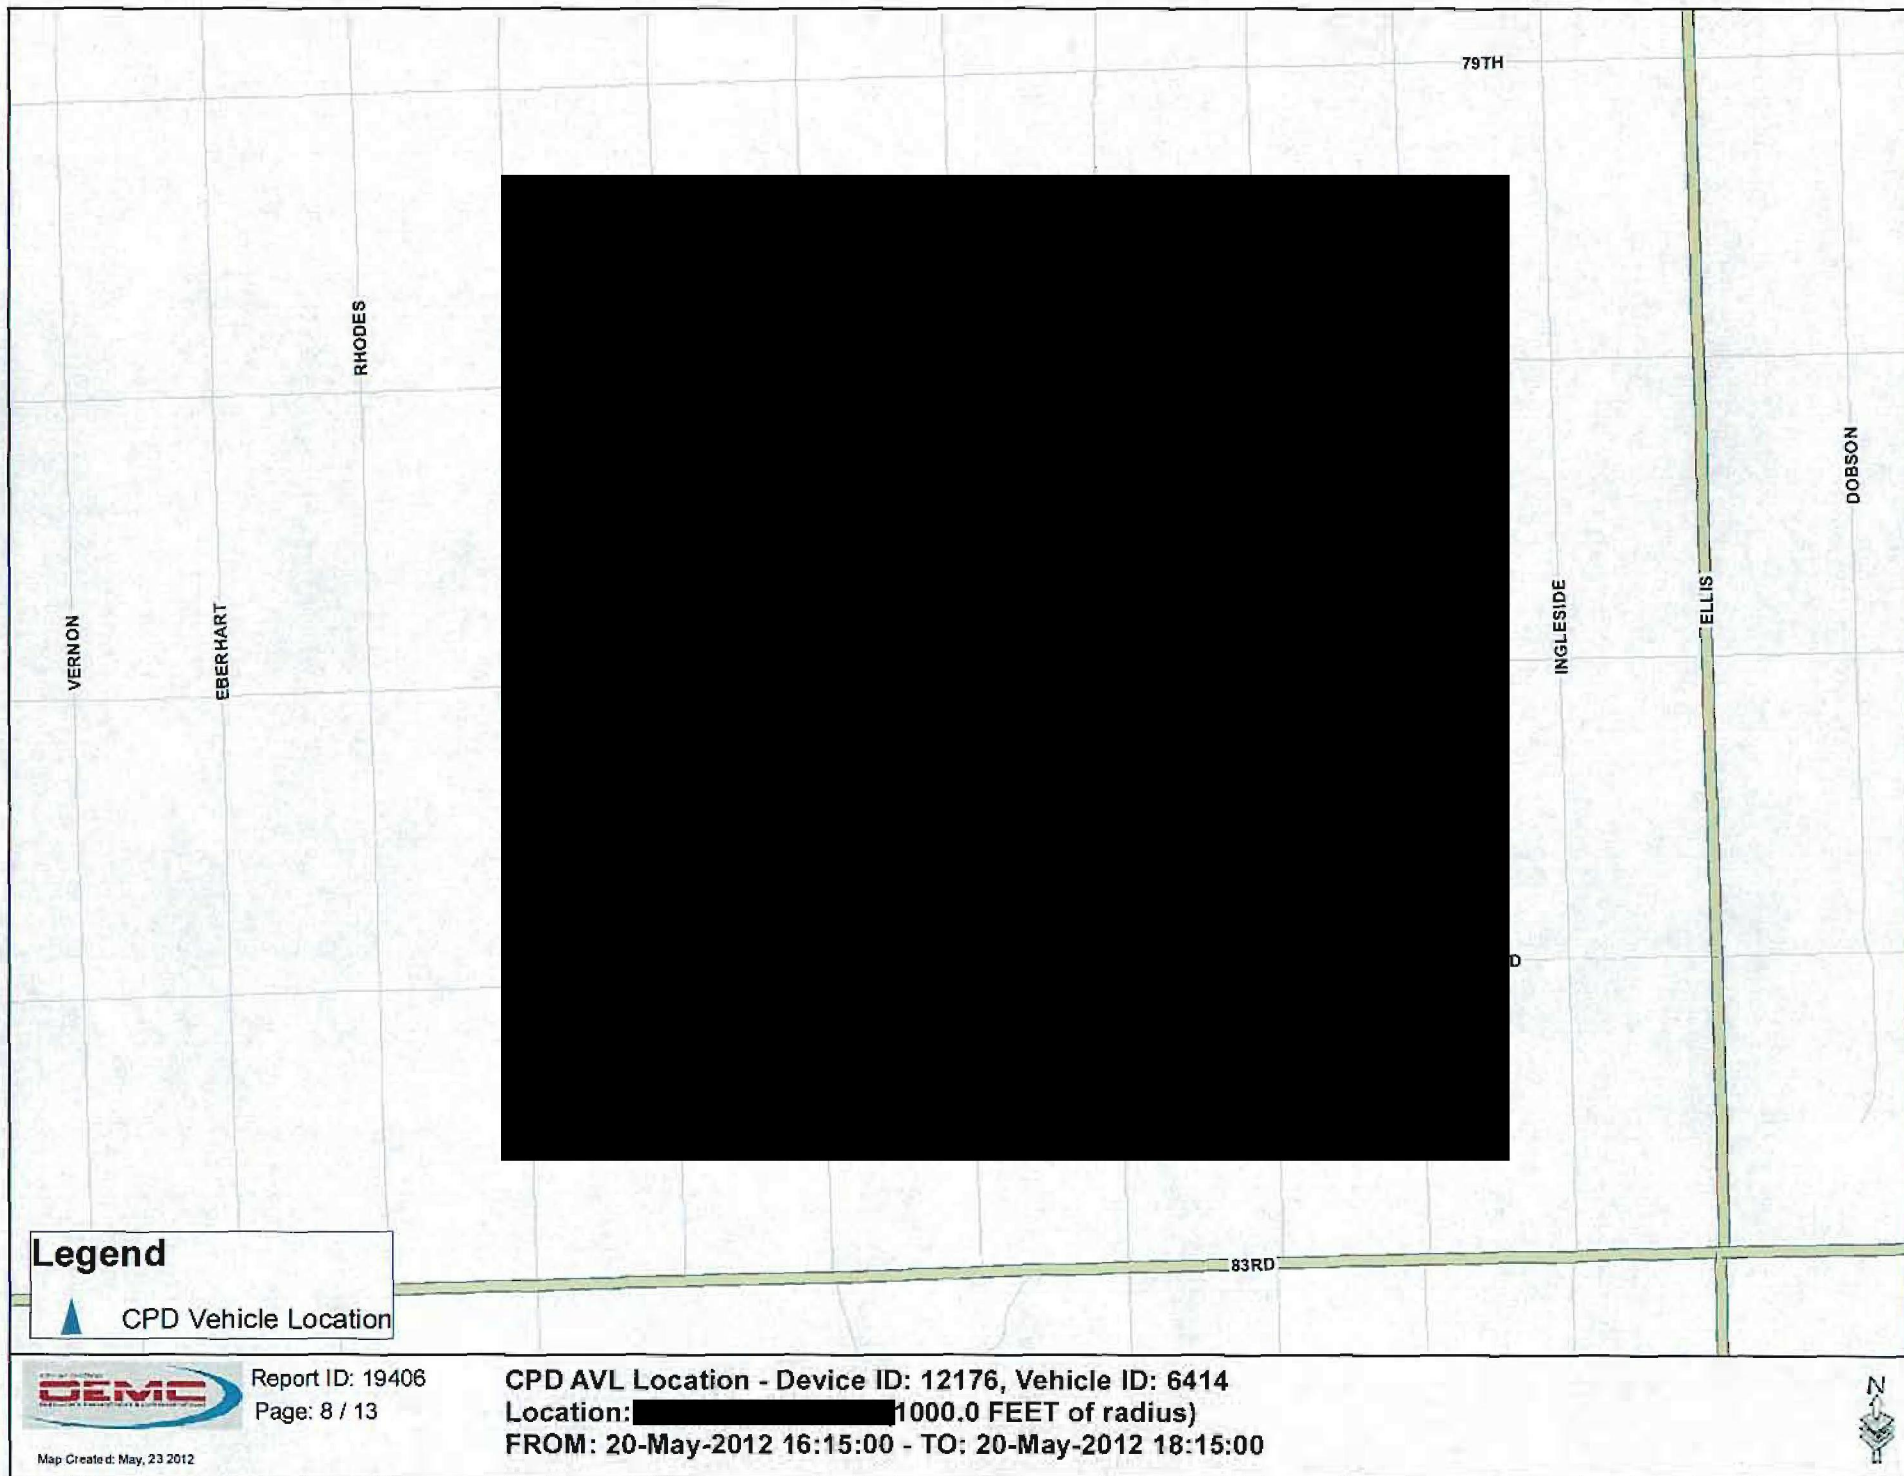 79TH
RHODES
DOBSON
INGLESIDE
ELLIS
VERNON
EBERHART
D
83RD
Legend
CPD Vehicle Location
OEMC
Report ID: 19406
Page: 8 / 13
Map Created: May, 23 2012
CPD AVL Location - Device ID: 12176, Vehicle ID: 6414
Location: 1000.0 FEET of radius)
FROM: 20-May-2012 16:15:00 - TO: 20-May-2012 18:15:00
N